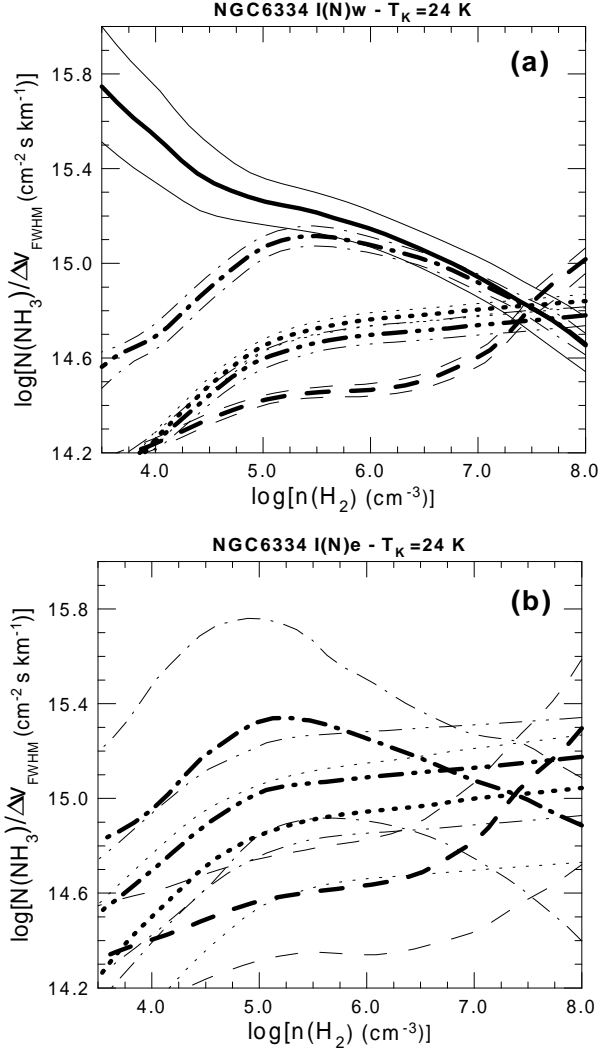 NGC6334 I(N)w - T_K =24 K
(a)
log[N(NH3)/ΔV_FWHM (cm⁻² s km⁻¹)]
15.8
15.4
15.0
14.6
14.2
4.0 5.0 6.0 7.0 8.0
log[n(H2) (cm⁻³)]
NGC6334 I(N)e - T_K =24 K
(b)
log[N(NH3)/ΔV_FWHM (cm⁻² s km⁻¹)]
15.8
15.4
15.0
14.6
14.2
4.0 5.0 6.0 7.0 8.0
log[n(H2) (cm⁻³)]